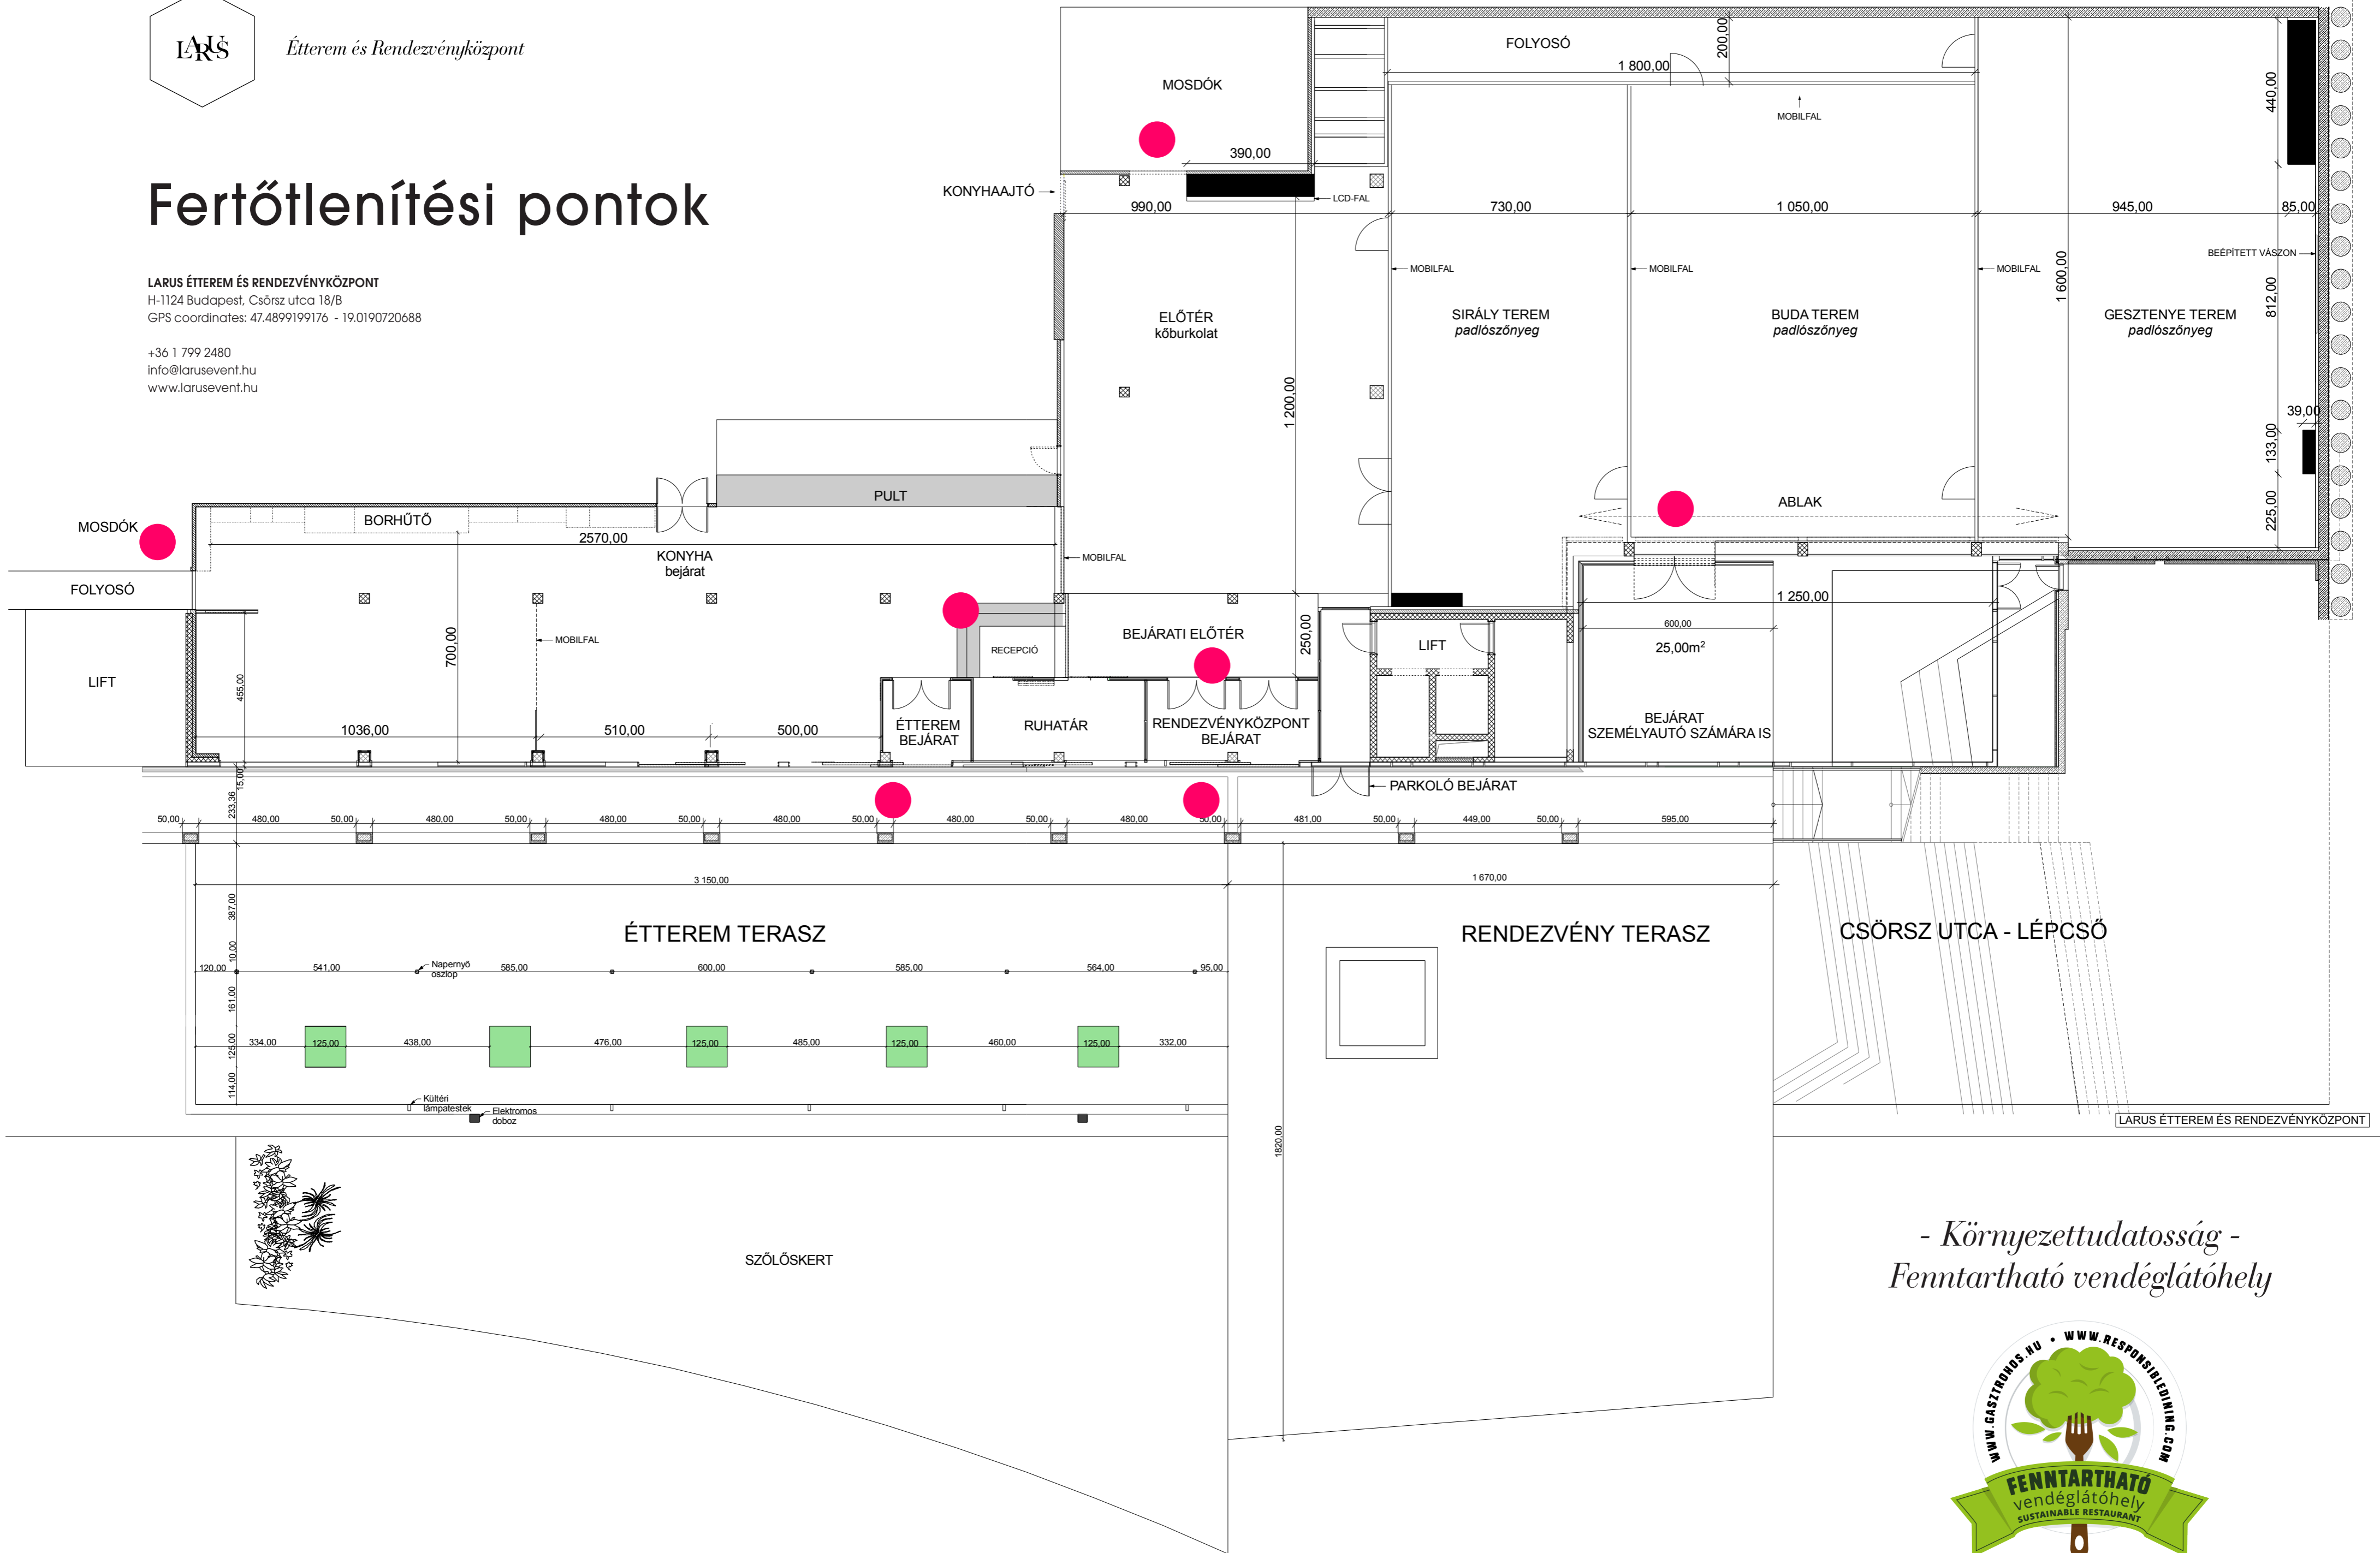 LARUS
Étterem és Rendezvényközpont
Fertőtlenítési pontok
LARUS ÉTTEREM ÉS RENDEZVÉNYKÖZPONT
H-1124 Budapest, Csörsz utca 18/B
GPS coordinates: 47.4899199176 - 19.0190720688
+36 1 799 2480
info@larusevent.hu
www.larusevent.hu
MOSDÓK
390,00
KONYHAAJTÓ
LCD-FAL
FOLYOSÓ
1 800,00
200,00
MOBILFAL
440,00
990,00
730,00
1 050,00
945,00
85,00
MOBILFAL
MOBILFAL
MOBILFAL
BEÉPÍTETT VÁSZON
1 600,00
812,00
ELŐTÉR
kőburkolat
SIRÁLY TEREM
padlószőnyeg
BUDA TEREM
padlószőnyeg
GESZTENYE TEREM
padlószőnyeg
1 200,00
39,00
133,00
225,00
PULT
ABLAK
MOSDÓK
BORHŰTŐ
2570,00
KONYHA
bejárat
MOBILFAL
FOLYOSÓ
1 250,00
600,00
25,00m²
MOBILFAL
700,00
RECEPCIÓ
BEJÁRATI ELŐTÉR
250,00
LIFT
LIFT
455,00
1036,00
510,00
500,00
ÉTTEREM
BEJÁRAT
RUHATÁR
RENDEZVÉNYKÖZPONT
BEJÁRAT
BEJÁRAT
SZEMÉLYAUTÓ SZÁMÁRA IS
PARKOLÓ BEJÁRAT
15,00
233,36
50,00
480,00
50,00
480,00
50,00
480,00
50,00
480,00
50,00
480,00
50,00
480,00
50,00
481,00
50,00
449,00
50,00
595,00
3 150,00
1 670,00
387,00
ÉTTEREM TERASZ
RENDEZVÉNY TERASZ
CSÖRSZ UTCA - LÉPCSŐ
10,00
120,00
541,00
Napernyő
oszlop
585,00
600,00
585,00
564,00
95,00
161,00
125,00
334,00
125,00
438,00
476,00
125,00
485,00
125,00
460,00
125,00
332,00
114,00
Kültéri
lámpatestek
Elektromos
doboz
LARUS ÉTTEREM ÉS RENDEZVÉNYKÖZPONT
1820,00
SZŐLŐSKERT
- Környezettudatosság -
Fenntartható vendéglátóhely
WWW.GASZTROHOS.HU • WWW.RESPONSIBLEDINING.COM
FENNTARTHATÓ
vendéglátóhely
SUSTAINABLE RESTAURANT